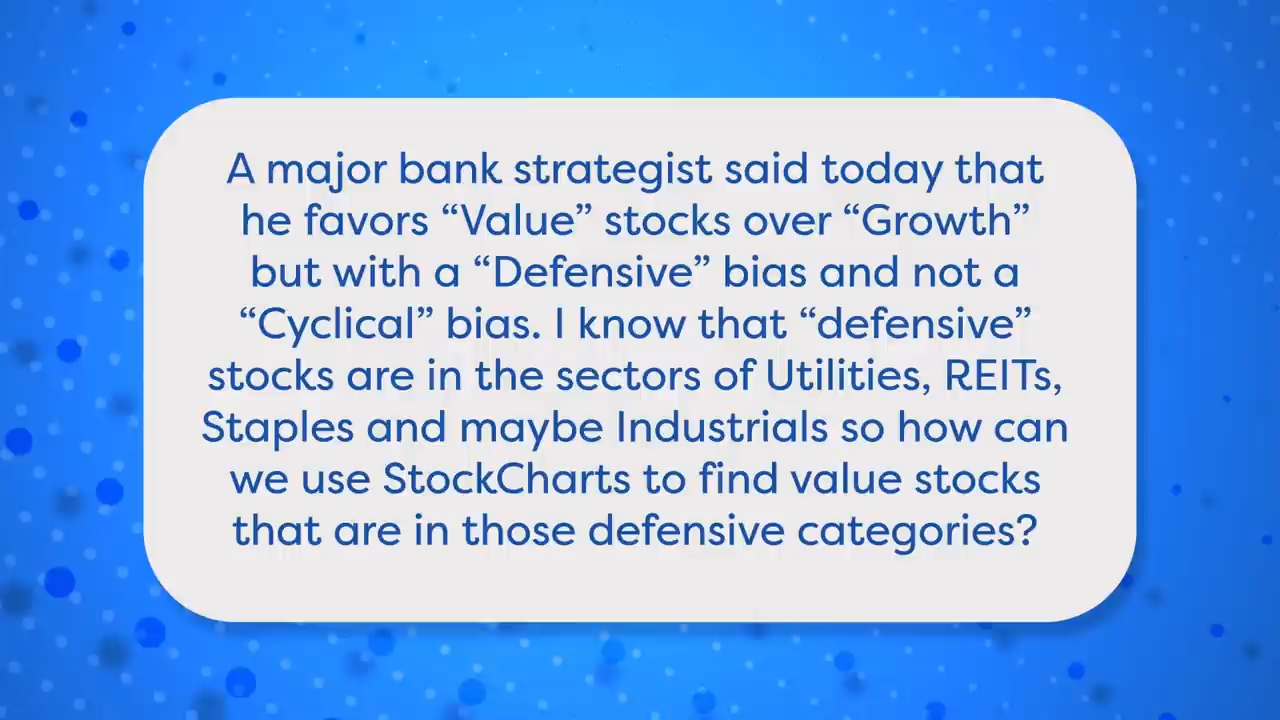 A major bank strategist said today that
he favors “Value” stocks over “Growth”
but with a “Defensive” bias and not a
“Cyclical” bias. I know that “defensive”
stocks are in the sectors of Utilities, REITs,
Staples and maybe Industrials so how can
we use StockCharts to find value stocks
that are in those defensive categories?